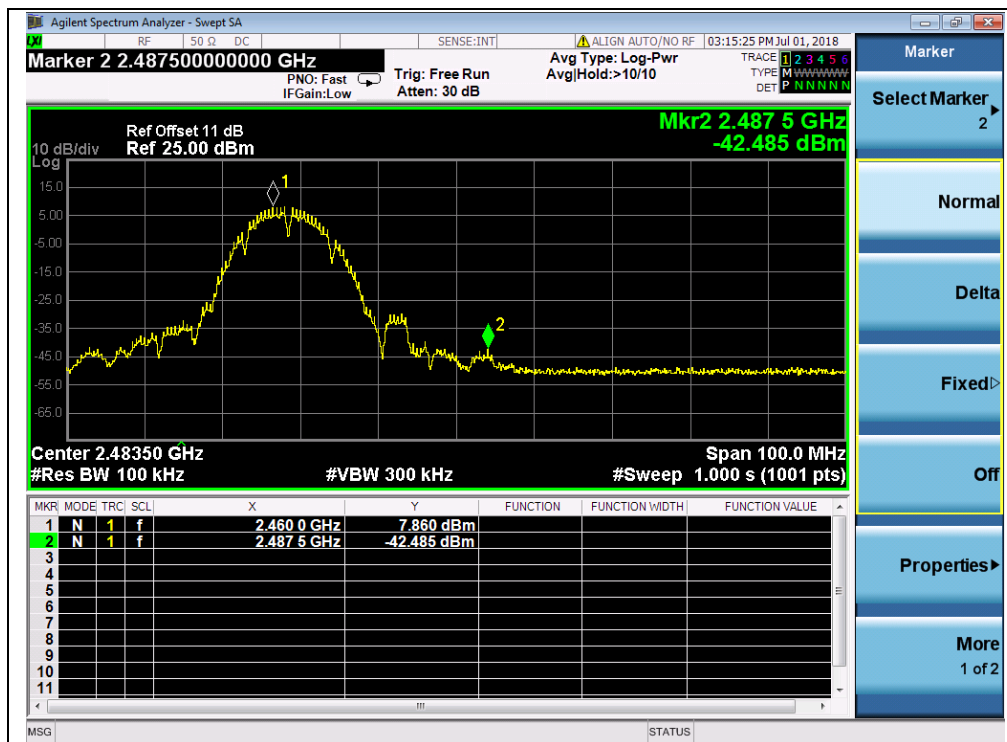 Agilent Spectrum Analyzer - Swept SA
LXI RF 50 Ω DC SENSE:INT ALIGN AUTO/NO RF 03:15:25 PM Jul 01, 2018
Marker 2 2.487500000000 GHz
PNO: Fast
IFGain:Low
Trig: Free Run
Atten: 30 dB
Avg Type: Log-Pwr
Avg|Hold:>10/10
TRACE 1 2 3 4 5 6
TYPE M WWWWW
DET P N N N N N
Mkr2 2.487 5 GHz
-42.485 dBm
Ref Offset 11 dB
10 dB/div Ref 25.00 dBm
Log
15.0
5.00
-5.00
-15.0
-25.0
-35.0
-45.0
-55.0
-65.0
1
2
Center 2.48350 GHz Span 100.0 MHz
#Res BW 100 kHz #VBW 300 kHz #Sweep 1.000 s (1001 pts)
MKR MODE TRC SCL X Y FUNCTION FUNCTION WIDTH FUNCTION VALUE
1 N 1 f 2.460 0 GHz 7.860 dBm
2 N 1 f 2.487 5 GHz -42.485 dBm
3
4
5
6
7
8
9
10
11
MSG STATUS
Marker
Select Marker
2
Normal
Delta
Fixed
Off
Properties
More
1 of 2